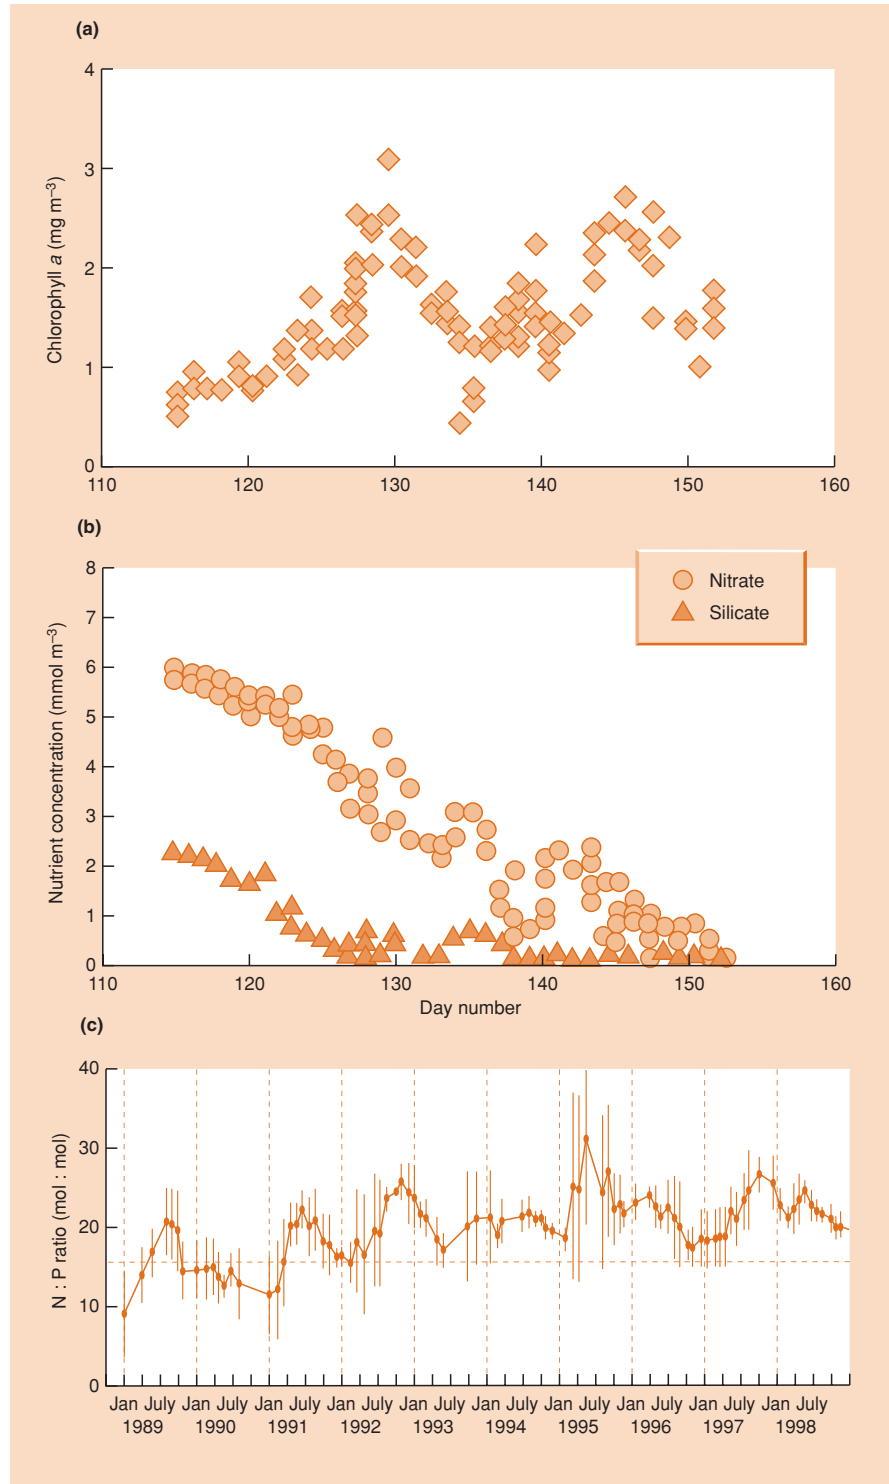 (a)
4
3
2
1
0
Chlorophyll a (mg m–3)
110 120 130 140 150 160
(b)
8
7
6
5
4
3
2
1
0
Nutrient concentration (mmol m–3)
Nitrate
Silicate
110 120 130 140 150 160
Day number
(c)
40
30
20
10
0
N : P ratio (mol : mol)
Jan July Jan July Jan July Jan July Jan July Jan July Jan July Jan July Jan July Jan July
1989 1990 1991 1992 1993 1994 1995 1996 1997 1998